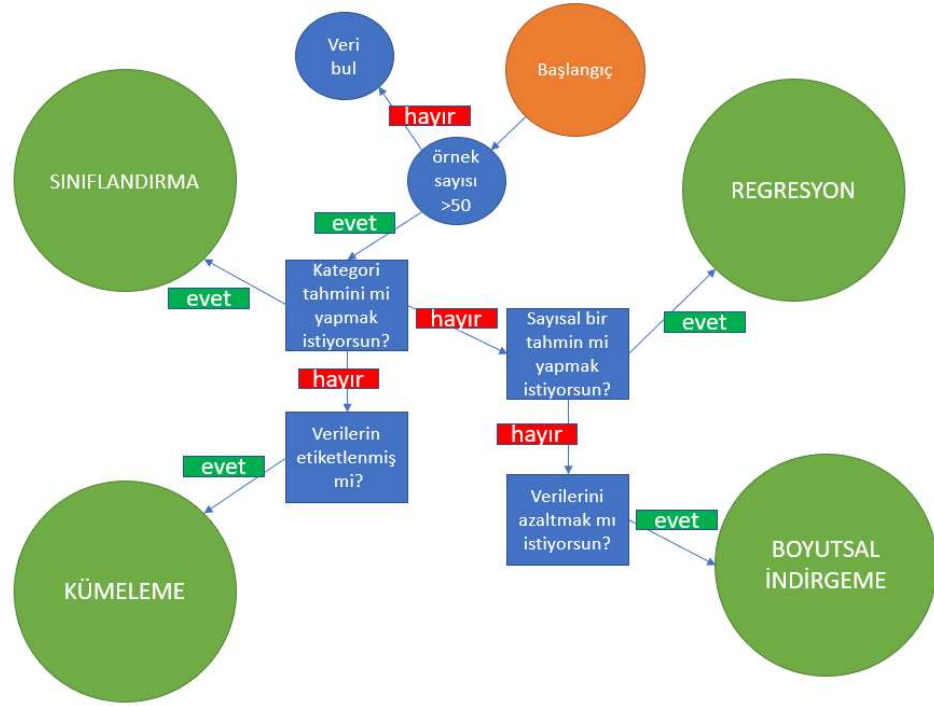 Veri
bul
Başlangıç
hayır
örnek
sayısı
>50
SINIFLANDIRMA
REGRESYON
evet
Kategori
tahmini mi
yapmak
istiyorsun?
evet
hayır
Sayısal bir
tahmin mi
yapmak
istiyorsun?
evet
hayır
Verilerin
etiketlenmiş
mi?
hayır
evet
Verilerini
azaltmak mı
istiyorsun?
evet
KÜMELEME
BOYUTSAL
İNDİRGEME